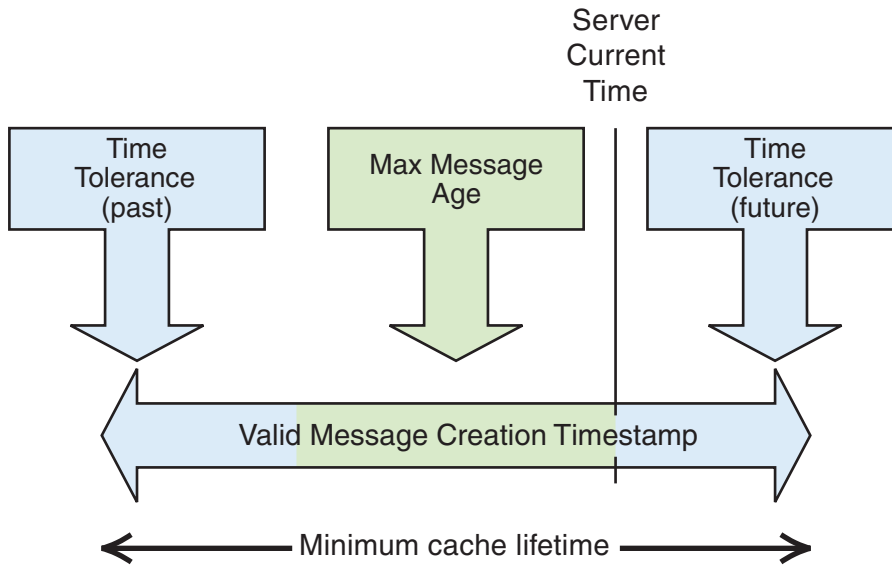 Server
Current
Time
Time
Tolerance
(past)
Max Message
Age
Time
Tolerance
(future)
Valid Message Creation Timestamp
Minimum cache lifetime